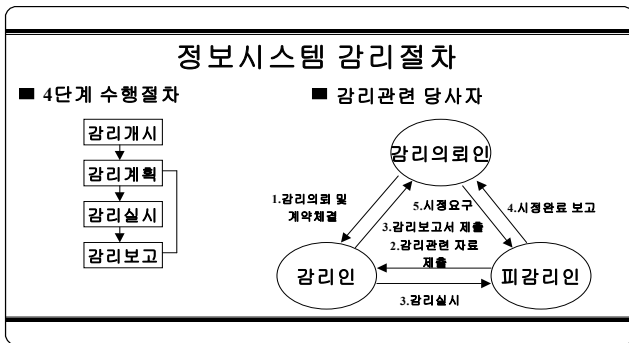 정보시스템 감리절차
■ 4단계 수행절차
감리개시
감리계획
감리실시
감리보고
■ 감리관련 당사자
감리의뢰인
1.감리의뢰 및
계약체결
5.시정요구
4.시정완료 보고
3.감리보고서 제출
2.감리관련 자료
제출
감리인
피감리인
3.감리실시